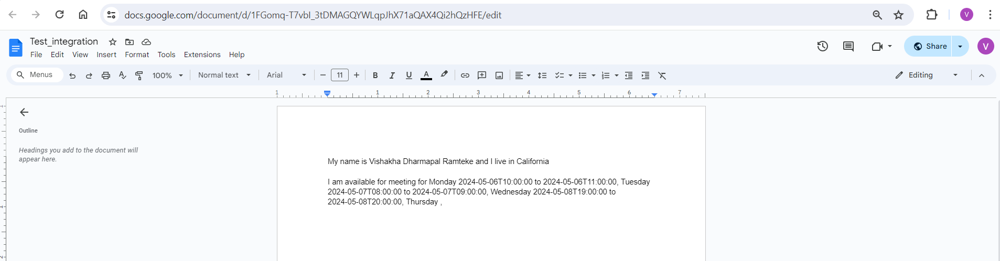 docs.google.com/document/d/1FGomq-T7vbI_3tDMAGQYWLqpJhX71aQAX4Qi2hQzHFE/edit
V
Test_integration
File Edit View Insert Format Tools Extensions Help
Share
V
Menus
100%
Normal text
Arial
11
B I U A
Editing
1 1 2 3 4 5 6 7
Outline
Headings you add to the document will
appear here.
My name is Vishakha Dharmapal Ramteke and I live in California
I am available for meeting for Monday 2024-05-06T10:00:00 to 2024-05-06T11:00:00, Tuesday
2024-05-07T08:00:00 to 2024-05-07T09:00:00, Wednesday 2024-05-08T19:00:00 to
2024-05-08T20:00:00, Thursday ,
1
1
2